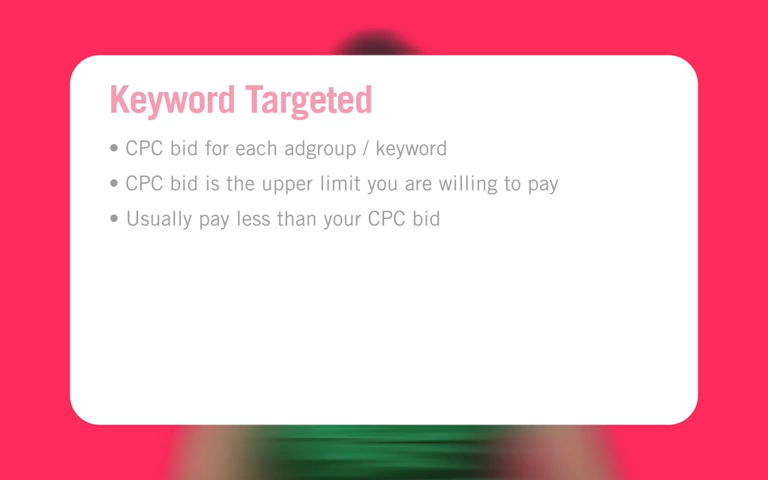 Keyword Targeted
• CPC bid for each adgroup / keyword
• CPC bid is the upper limit you are willing to pay
• Usually pay less than your CPC bid